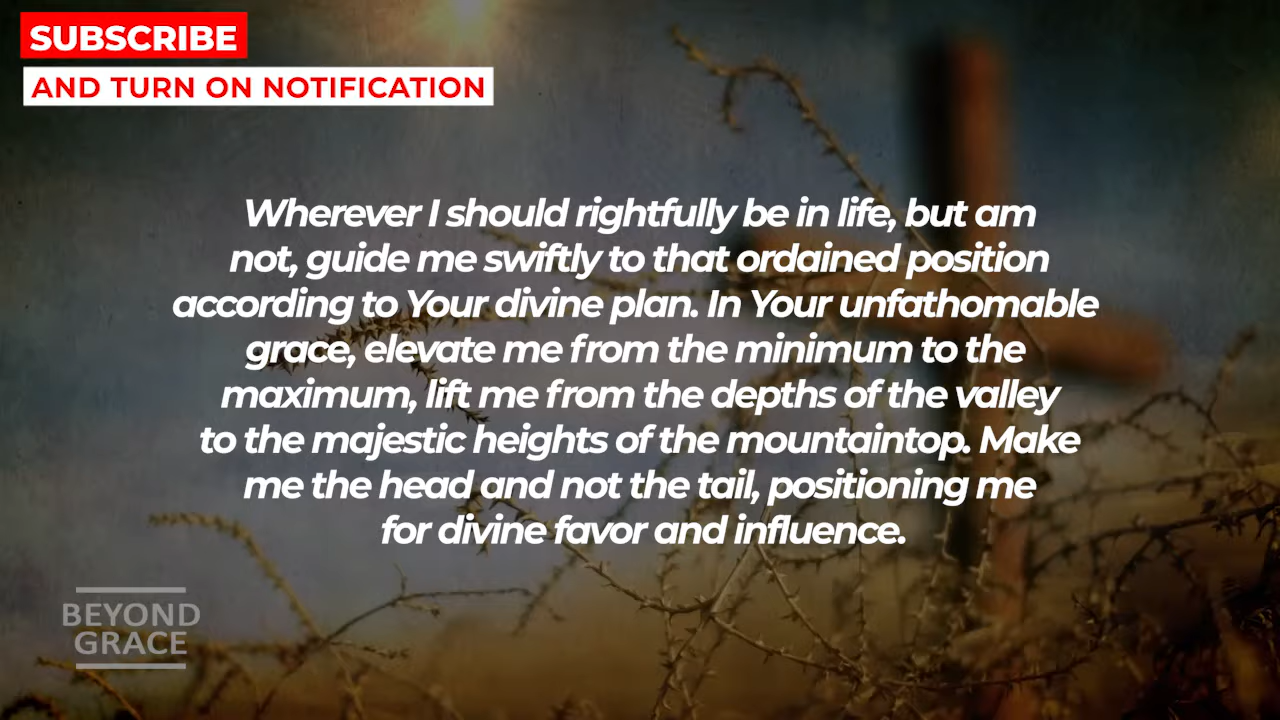 SUBSCRIBE
AND TURN ON NOTIFICATION
Wherever I should rightfully be in life, but am
not, guide me swiftly to that ordained position
according to Your divine plan. In Your unfathomable
grace, elevate me from the minimum to the
maximum, lift me from the depths of the valley
to the majestic heights of the mountaintop. Make
me the head and not the tail, positioning me
for divine favor and influence.
BEYOND
GRACE